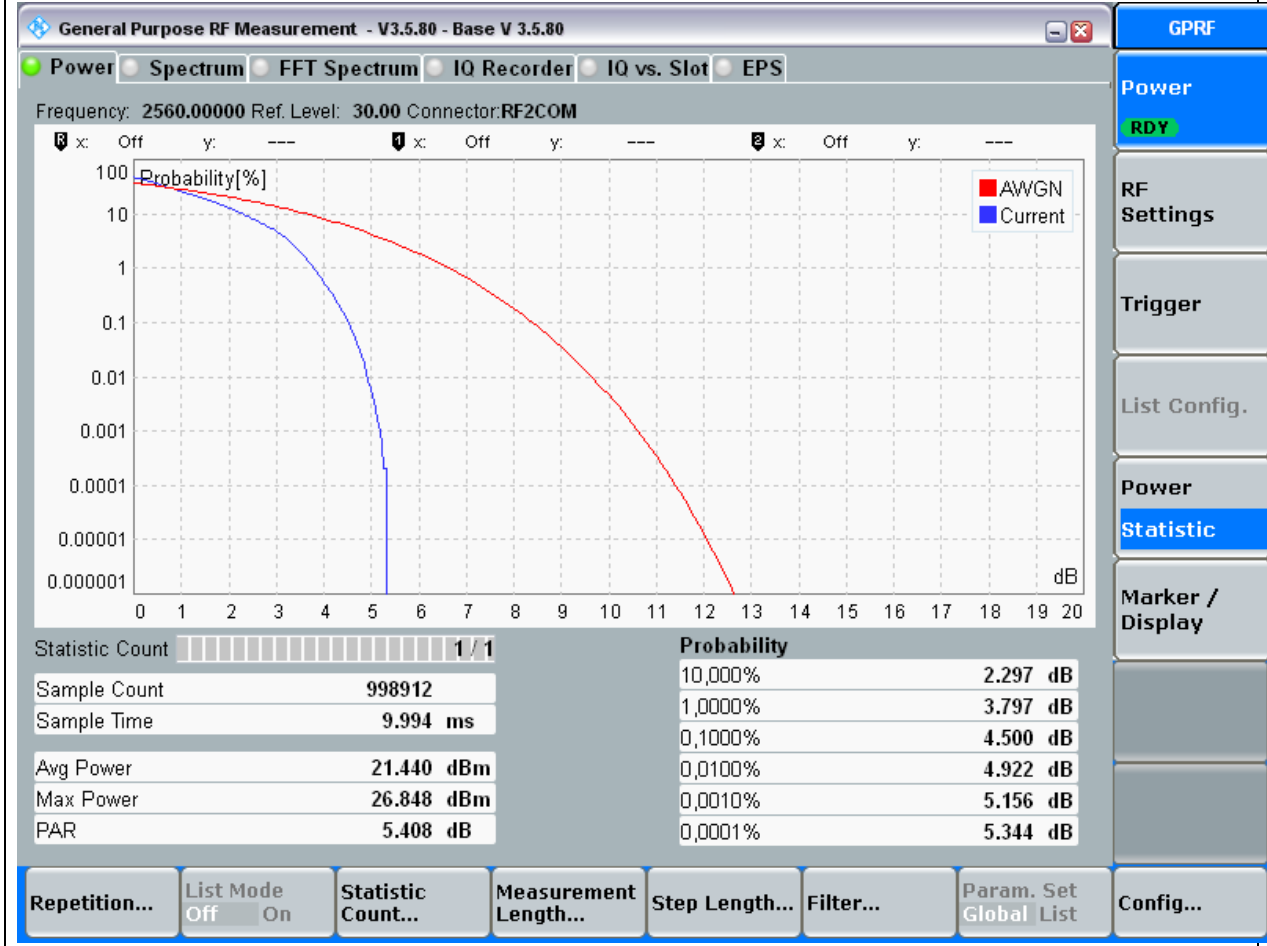 General Purpose RF Measurement - V3.5.80 - Base V 3.5.80
GPRF
Power Spectrum FFT Spectrum IQ Recorder IQ vs. Slot EPS
Frequency: 2560.00000 Ref. Level: 30.00 Connector:RF2COM
R x: Off y: --- 1 x: Off y: --- 2 x: Off y: ---
Probability[%]
AWGN
Current
100
10
1
0.1
0.01
0.001
0.0001
0.00001
0.000001
dB
0 1 2 3 4 5 6 7 8 9 10 11 12 13 14 15 16 17 18 19 20
Statistic Count 1 / 1
Sample Count 998912
Sample Time 9.994 ms
Avg Power 21.440 dBm
Max Power 26.848 dBm
PAR 5.408 dB
Probability
10,000% 2.297 dB
1,0000% 3.797 dB
0,1000% 4.500 dB
0,0100% 4.922 dB
0,0010% 5.156 dB
0,0001% 5.344 dB
Power
RDY
RF
Settings
Trigger
List Config.
Power
Statistic
Marker /
Display
Repetition...
List Mode
Off On
Statistic
Count...
Measurement
Length...
Step Length...
Filter...
Param. Set
Global List
Config...